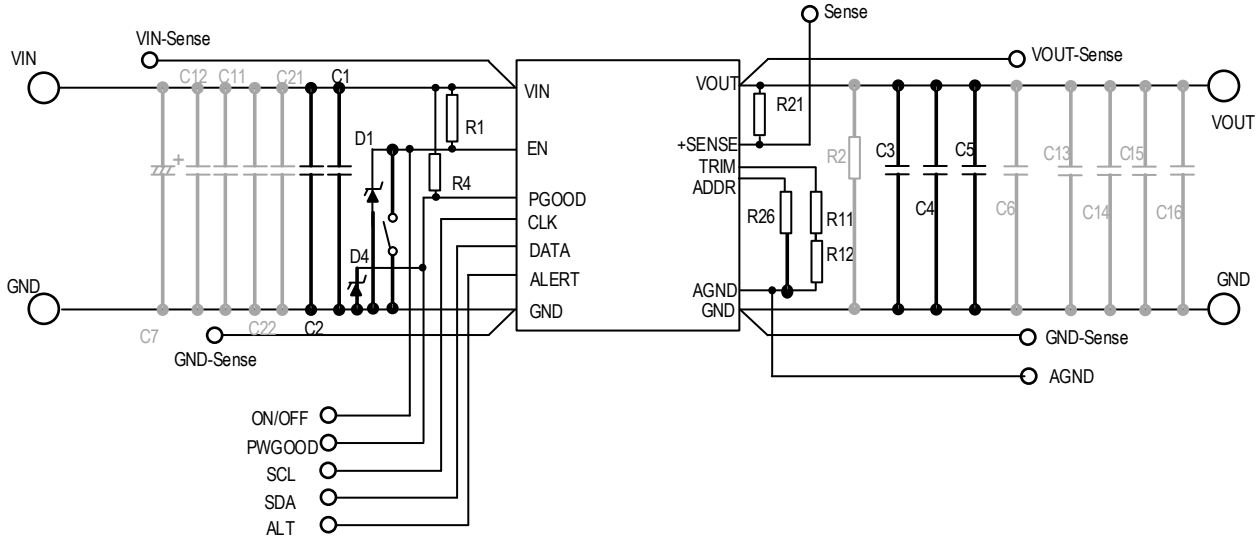 Sense
VIN-Sense
VOUT-Sense
VIN
C12
C11
C21
C1
VIN
VOUT
R21
VOUT
R1
D1
EN
+SENSE
R2
C3
C5
C13
C15
TRIM
ADDR
R4
PGOOD
R26
R11
C4
C6
C14
C16
CLK
DATA
R12
D4
ALERT
AGND
GND
GND
GND
GND
C7
C22
C2
GND-Sense
GND-Sense
AGND
ON/OFF
PWGOOD
SCL
SDA
ALT
+